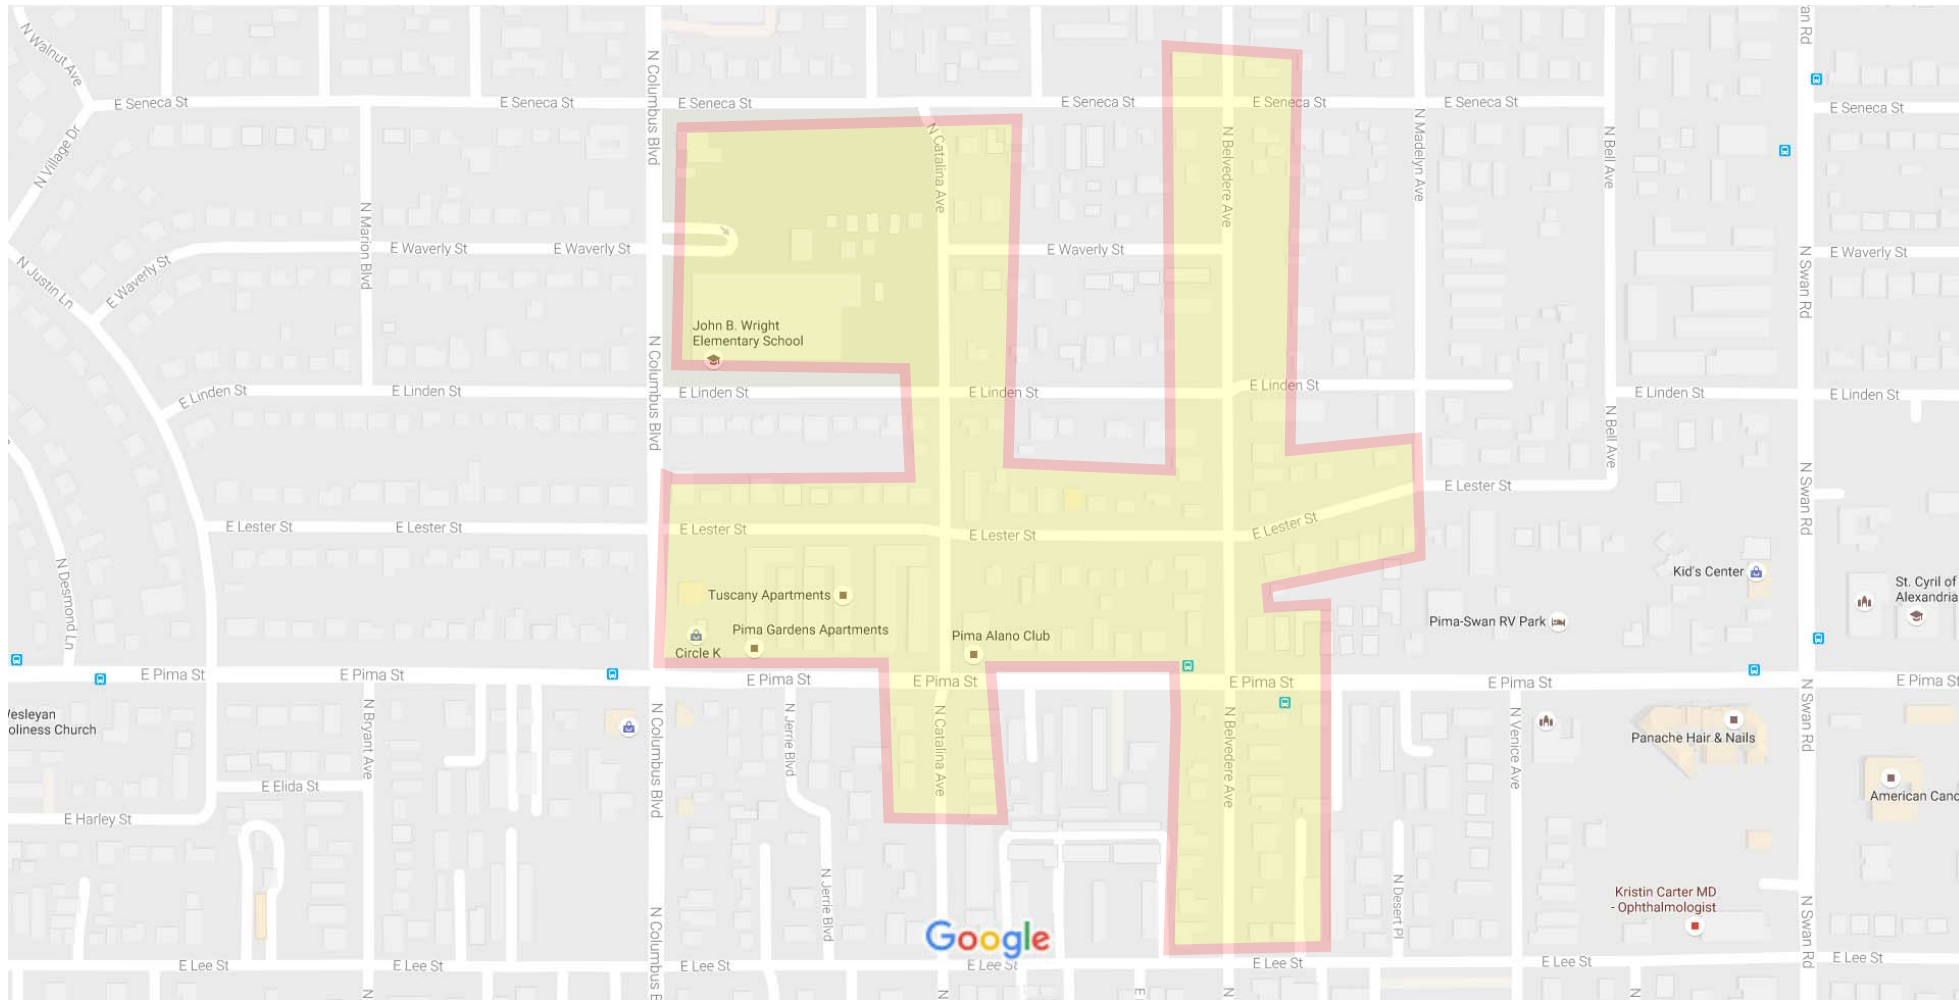 an Rd
N Walnut Ave
N Columbus Blvd
E Seneca St
E Seneca St
E Seneca St
E Seneca St
E Seneca St
E Seneca St
E Seneca St
N Village Dr
N Catalina Ave
N Belvedere Ave
N Madelyn Ave
N Bell Ave
N Marion Blvd
E Waverly St
E Waverly St
E Waverly St
E Waverly St
E Waverly St
N Justin Ln
N Swan Rd
John B. Wright
Elementary School
N Columbus Blvd
E Linden St
E Linden St
E Linden St
E Linden St
E Linden St
E Linden St
E Linden St
N Bell Ave
N Swan Rd
E Lester St
E Lester St
E Lester St
E Lester St
E Lester St
E Lester St
N Desmond Ln
Tuscany Apartments
Pima Gardens Apartments
Circle K
Pima Alano Club
Pima-Swan RV Park
Kid's Center
St. Cyril of
Alexandria
E Pima St
E Pima St
E Pima St
E Pima St
E Pima St
E Pima St
E Pima St
esleyan
oliness Church
N Bryant Ave
N Columbus Blvd
N Jerrie Blvd
N Catalina Ave
N Belvedere Ave
N Venice Ave
N Swan Rd
Panache Hair & Nails
E Elida St
E Harley St
American Canc
N Jerrie Blvd
N Desert Pl
Kristin Carter MD
- Ophthalmologist
N Columbus B
N Swan Rd
Google
E Lee St
E Lee St
E Lee St
E Lee St
E Lee St
E Lee St
E Lee St
N
N
E
N
N